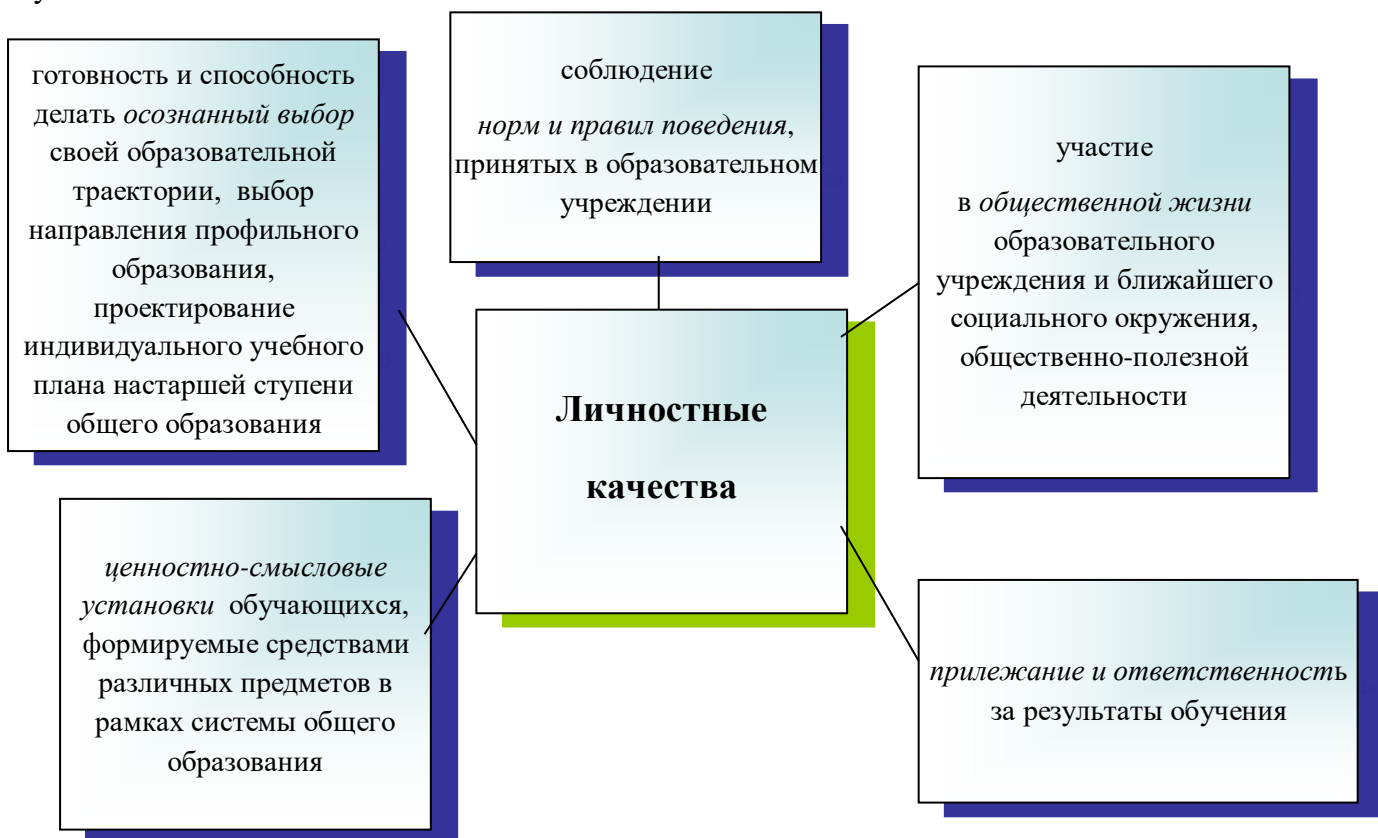 готовность и способность
делать осознанный выбор
своей образовательной
траектории, выбор
направления профильного
образования,
проектирование
индивидуального учебного
плана настаршей ступени
общего образования
соблюдение
норм и правил поведения,
принятых в образовательном
учреждении
участие
в общественной жизни
образовательного
учреждения и ближайшего
социального окружения,
общественно-полезной
деятельности
Личностные
качества
ценностно-смысловые
установки обучающихся,
формируемые средствами
различных предметов в
рамках системы общего
образования
прилежание и ответственность
за результаты обучения